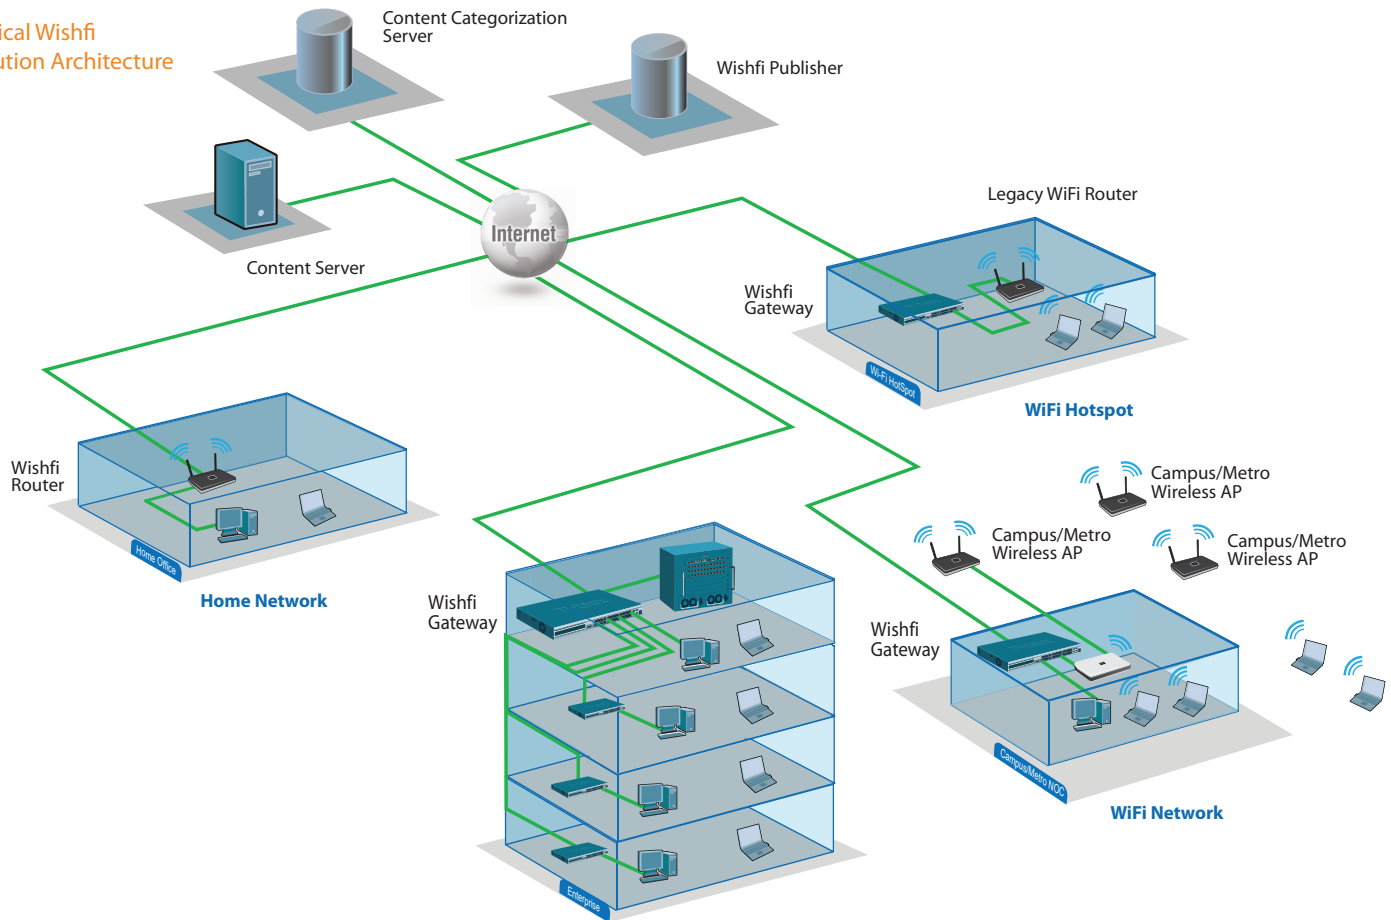 ical Wishfi
ution Architecture
Content Categorization
Server
Wishfi Publisher
Content Server
Internet
Legacy WiFi Router
Wishfi
Gateway
Wi-Fi HotSpot
WiFi Hotspot
Wishfi
Router
Home Office
Home Network
Campus/Metro
Wireless AP
Campus/Metro
Wireless AP
Campus/Metro
Wireless AP
Wishfi
Gateway
Enterprise
Wishfi
Gateway
Campus/Metro NOC
WiFi Network